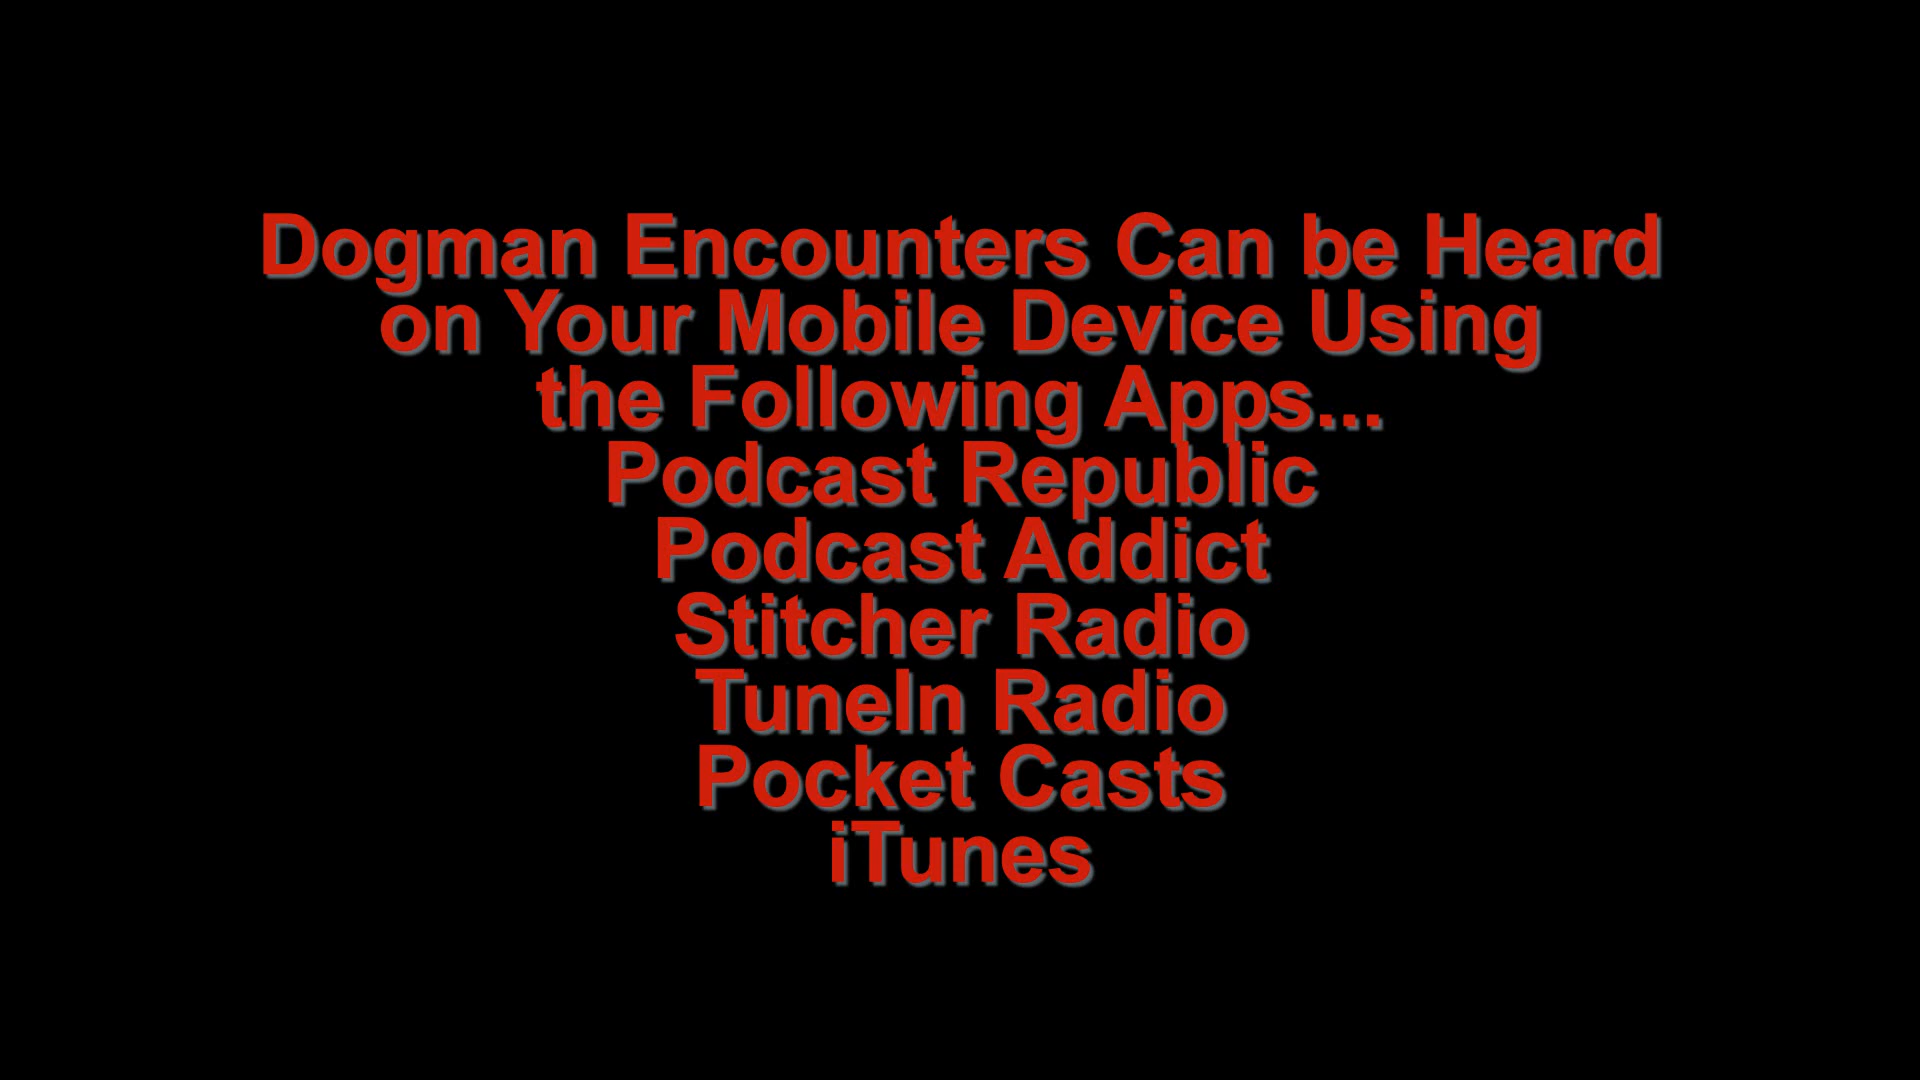 Dogman Encounters Can be Heard
on Your Mobile Device Using
the Following Apps...
Podcast Republic
Podcast Addict
Stitcher Radio
TuneIn Radio
Pocket Casts
iTunes